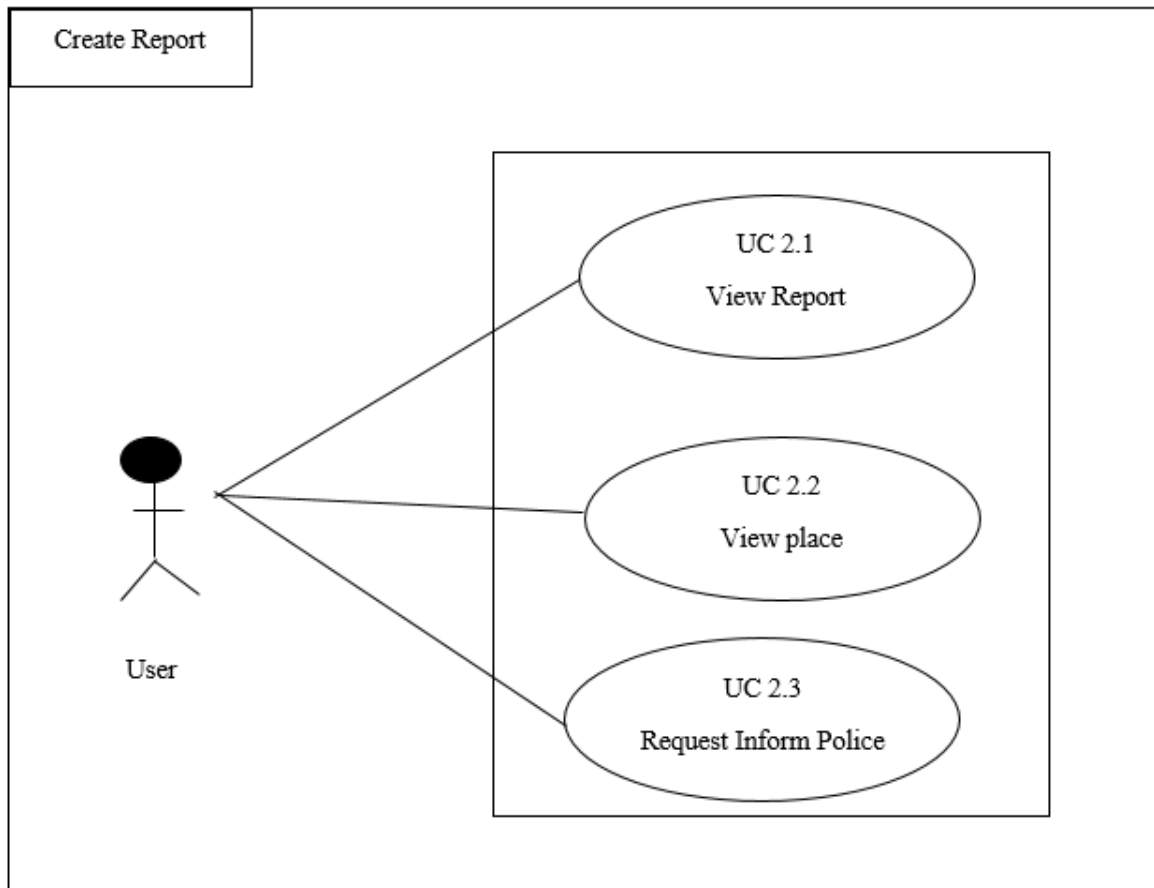 Create Report
UC 2.1
View Report
UC 2.2
View place
UC 2.3
Request Inform Police
User